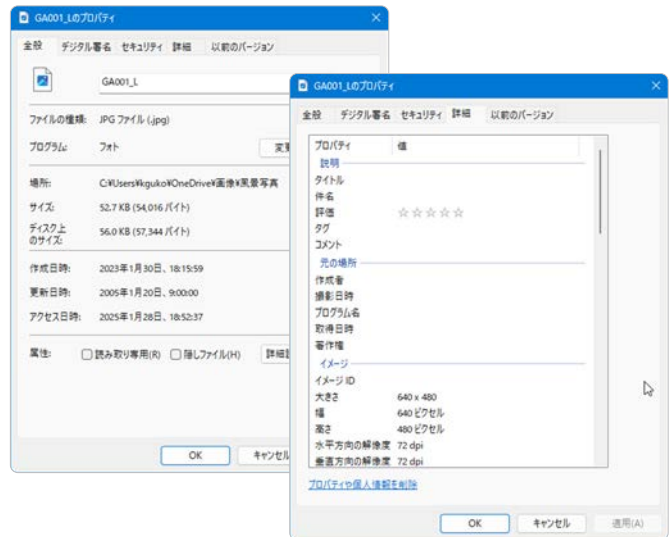 GA001_Lのプロパティ
全般 デジタル署名 セキュリティ 詳細 以前のバージョン
GA001_L
ファイルの種類: JPG ファイル (.jpg)
プログラム: フォト
場所: C:¥Users¥kguko¥OneDrive¥画像¥風景写真
サイズ: 52.7 KB (54,016 バイト)
ディスク上
のサイズ: 56.0 KB (57,344 バイト)
作成日時: 2023年1月30日、18:15:59
更新日時: 2005年1月20日、9:00:00
アクセス日時: 2025年1月28日、18:52:37
属性: 読み取り専用(R) 隠しファイル(H)
OK
GA001_Lのプロパティ
全般 デジタル署名 セキュリティ 詳細 以前のバージョン
プロパティ 値
説明
タイトル
件名
評価 ☆☆☆☆☆
タグ
コメント
元の場所
作成者
撮影日時
プログラム名
取得日時
著作権
イメージ
イメージ ID
大きさ 640 x 480
幅 640 ピクセル
高さ 480 ピクセル
水平方向の解像度 72 dpi
垂直方向の解像度 72 dpi
プロパティや個人情報を削除
OK キャンセル 適用(A)